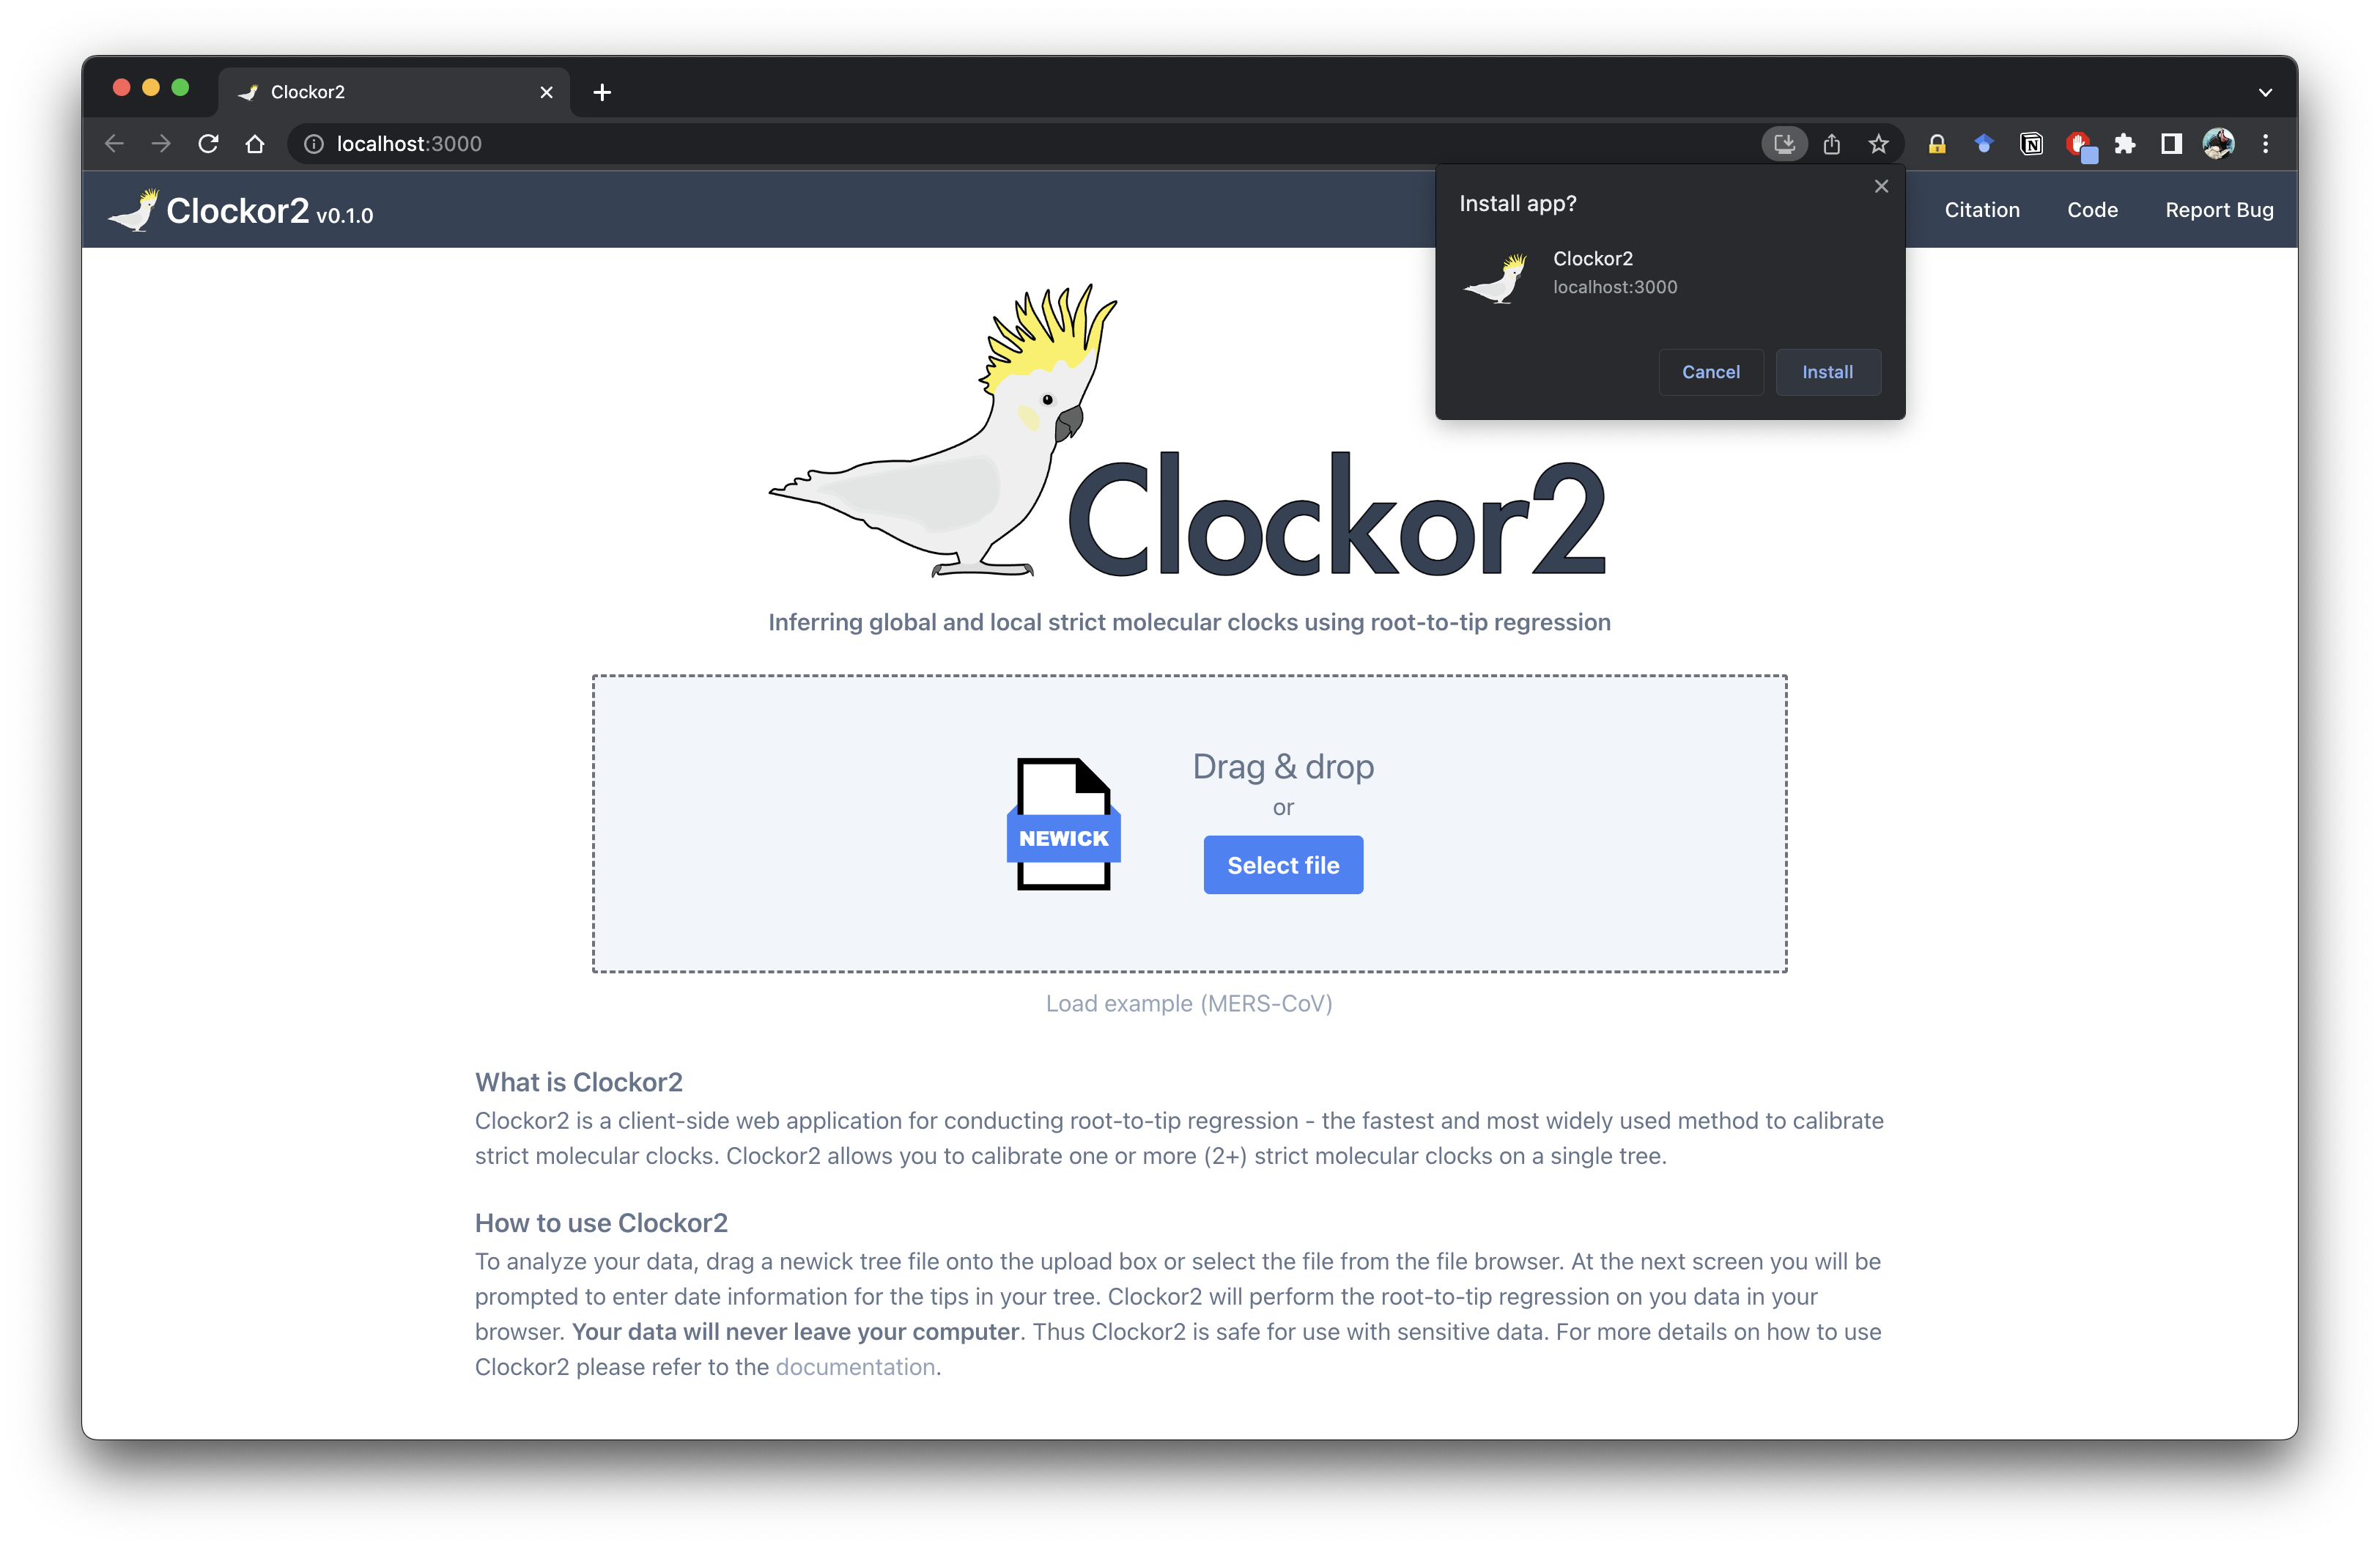 Clockor2
localhost:3000
Clockor2 v0.1.0
Citation
Code
Report Bug
Install app?
Clockor2
localhost:3000
Cancel
Install
Clockor2
Inferring global and local strict molecular clocks using root-to-tip regression
NEWICK
Drag & drop
or
Select file
Load example (MERS-CoV)
What is Clockor2
Clockor2 is a client-side web application for conducting root-to-tip regression - the fastest and most widely used method to calibrate
strict molecular clocks. Clockor2 allows you to calibrate one or more (2+) strict molecular clocks on a single tree.
How to use Clockor2
To analyze your data, drag a newick tree file onto the upload box or select the file from the file browser. At the next screen you will be
prompted to enter date information for the tips in your tree. Clockor2 will perform the root-to-tip regression on you data in your
browser. Your data will never leave your computer. Thus Clockor2 is safe for use with sensitive data. For more details on how to use
Clockor2 please refer to the documentation.